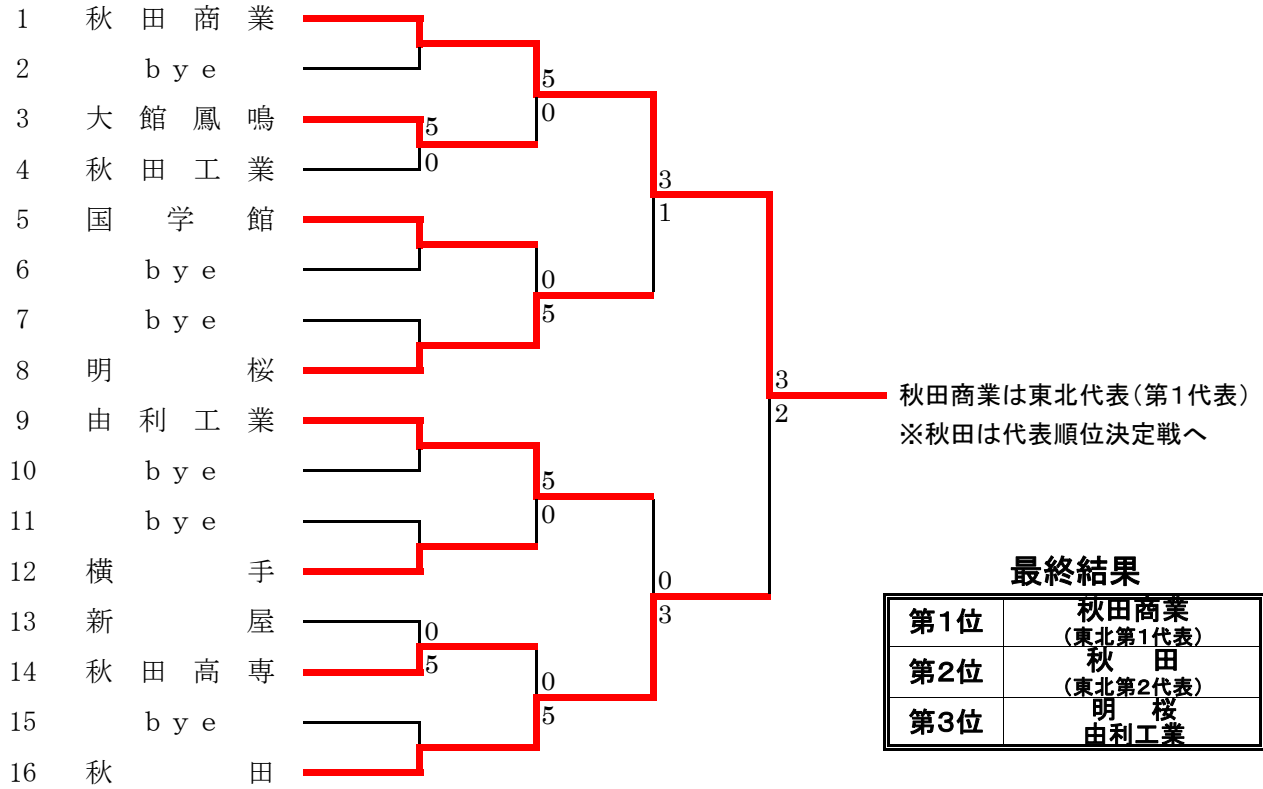 1 秋田商業
2 bye
5
0
3 大館鳳鳴
5
0
4 秋田工業
3
1
5 国学館
6 bye
0
5
7 bye
8 明桜
3
2
秋田商業は東北代表(第1代表)
※秋田は代表順位決定戦へ
9 由利工業
10 bye
5
0
11 bye
12 横手
0
3
13 新屋
0
5
14 秋田高専
0
5
15 bye
16 秋田
最終結果
第1位 秋田商業
(東北第1代表)
第2位 秋 田
(東北第2代表)
第3位 明 桜
由利工業